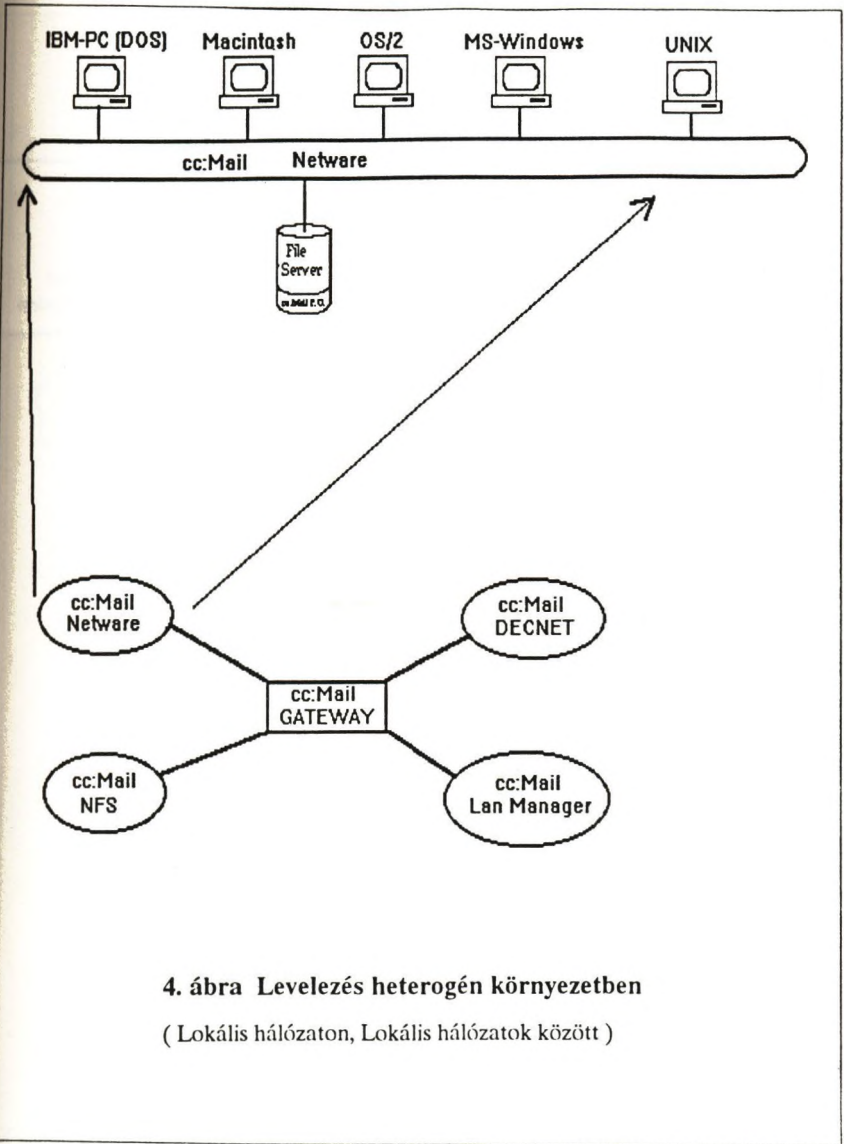 IBM-PC (DOS) Macintosh OS/2 MS-Windows UNIX
cc:Mail Netware
File
Server
cc:Mail P.O.
cc:Mail
Netware
cc:Mail
DECNET
cc:Mail
GATEWAY
cc:Mail
NFS
cc:Mail
Lan Manager
4. ábra Levelezés heterogén környezetben
( Lokális hálózaton, Lokális hálózatok között )